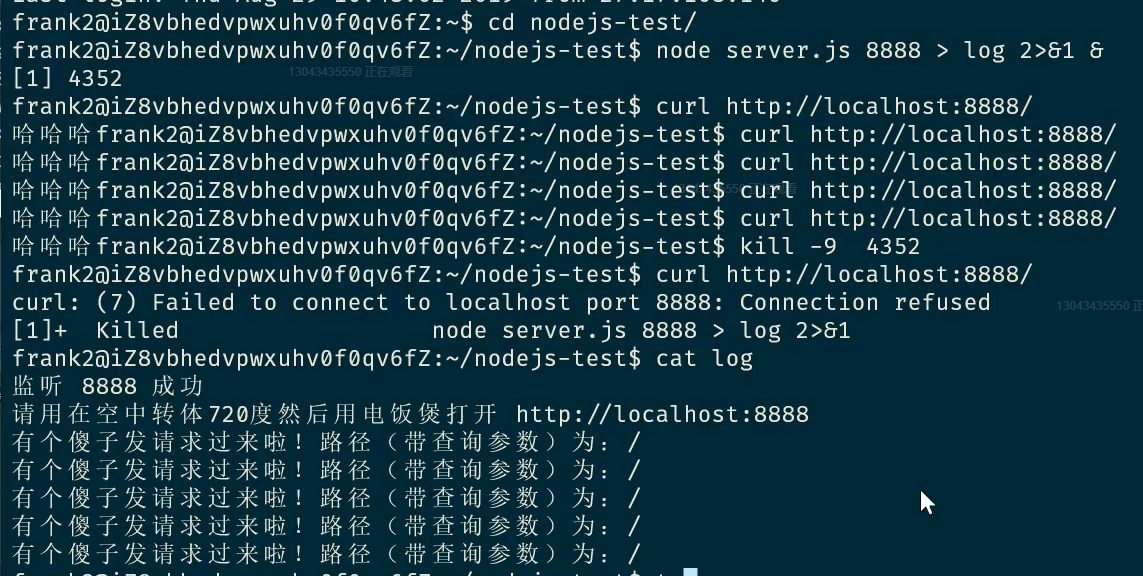 frank2@iZ8vbhedvpwxuhv0f0qv6fZ:~$ cd nodejs-test/
frank2@iZ8vbhedvpwxuhv0f0qv6fZ:~/nodejs-test$ node server.js 8888 > log 2>&1 &
13043435550 正在观看
[1] 4352
frank2@iZ8vbhedvpwxuhv0f0qv6fZ:~/nodejs-test$ curl http://localhost:8888/
哈哈哈frank2@iZ8vbhedvpwxuhv0f0qv6fZ:~/nodejs-test$ curl http://localhost:8888/
哈哈哈frank2@iZ8vbhedvpwxuhv0f0qv6fZ:~/nodejs-test$ curl http://localhost:8888/
哈哈哈frank2@iZ8vbhedvpwxuhv0f0qv6fZ:~/nodejs-test$ curl http://localhost:8888/
哈哈哈frank2@iZ8vbhedvpwxuhv0f0qv6fZ:~/nodejs-test$ curl http://localhost:8888/
哈哈哈frank2@iZ8vbhedvpwxuhv0f0qv6fZ:~/nodejs-test$ kill -9  4352
frank2@iZ8vbhedvpwxuhv0f0qv6fZ:~/nodejs-test$ curl http://localhost:8888/
curl: (7) Failed to connect to localhost port 8888: Connection refused
13043435550 正
[1]+  Killed                  node server.js 8888 > log 2>&1
frank2@iZ8vbhedvpwxuhv0f0qv6fZ:~/nodejs-test$ cat log
监听 8888 成功
请用在空中转体720度然后用电饭煲打开 http://localhost:8888
有个傻子发请求过来啦！路径（带查询参数）为：/
有个傻子发请求过来啦！路径（带查询参数）为：/
有个傻子发请求过来啦！路径（带查询参数）为：/
有个傻子发请求过来啦！路径（带查询参数）为：/
有个傻子发请求过来啦！路径（带查询参数）为：/